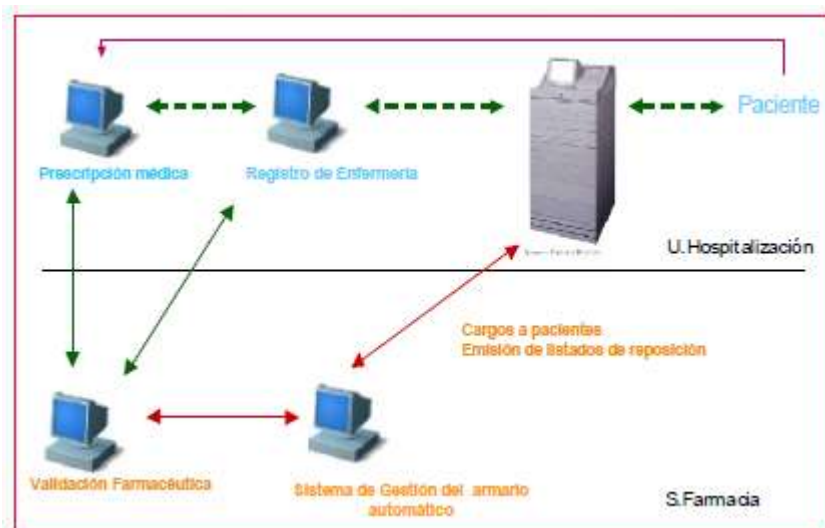 Paciente
Prescripción médica
Registro de Enfermería
U.Hospitalización
Cargos a pacientes
Emisión de listados de reposición
Validación Farmacéutica
Sistema de Gestión del armario
automático
S.Farmacia